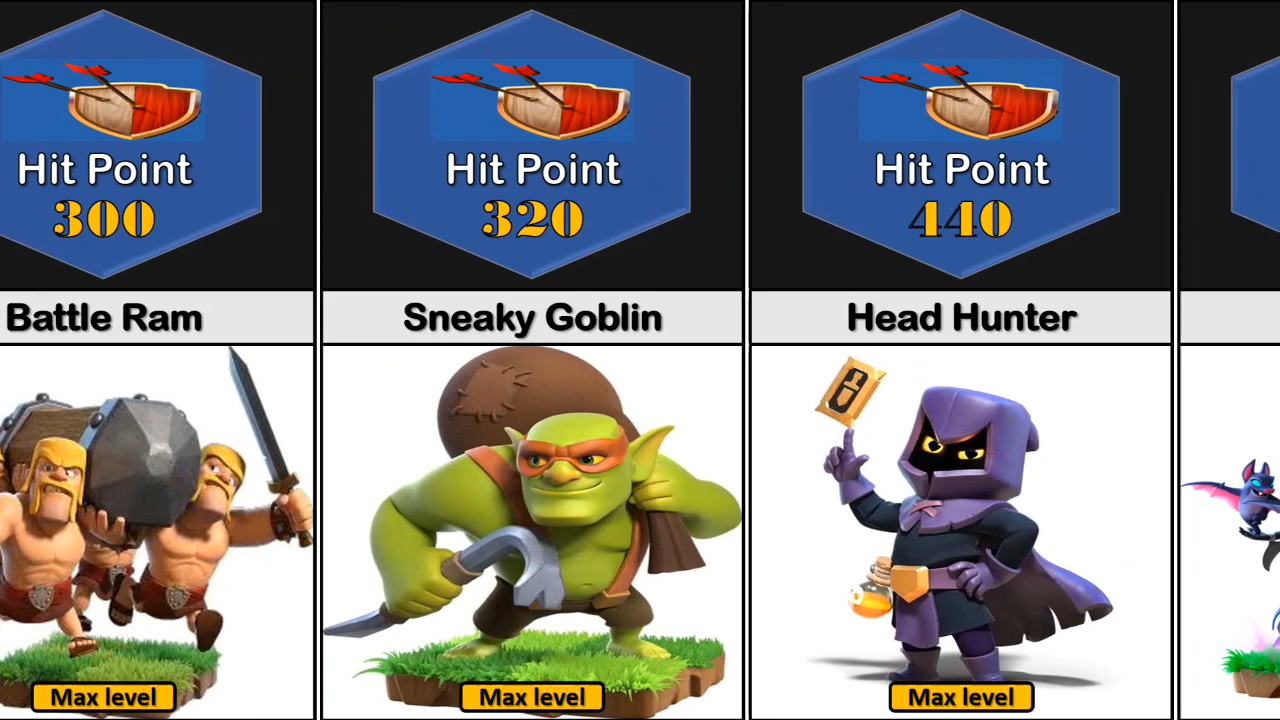 Hit Point
300
Battle Ram
Max level
Hit Point
320
Sneaky Goblin
Max level
Hit Point
440
Head Hunter
Max level